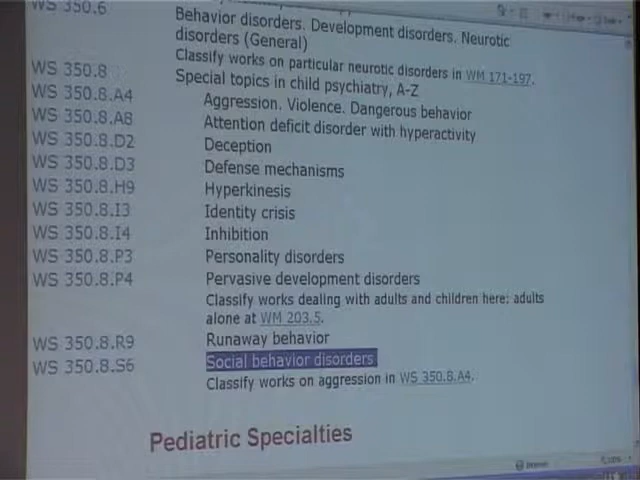 WS 350.6
Behavior disorders. Development disorders. Neurotic
disorders (General)
Classify works on particular neurotic disorders in WM 171-197.
WS 350.8 Special topics in child psychiatry, A-Z
WS 350.8.A4 Aggression. Violence. Dangerous behavior
WS 350.8.A8 Attention deficit disorder with hyperactivity
WS 350.8.D2 Deception
WS 350.8.D3 Defense mechanisms
WS 350.8.H9 Hyperkinesis
WS 350.8.I3 Identity crisis
WS 350.8.I4 Inhibition
WS 350.8.P3 Personality disorders
WS 350.8.P4 Pervasive development disorders
Classify works dealing with adults and children here: adults
alone at WM 203.5.
WS 350.8.R9 Runaway behavior
WS 350.8.S6 Social behavior disorders
Classify works on aggression in WS 350.8.A4.
Pediatric Specialties